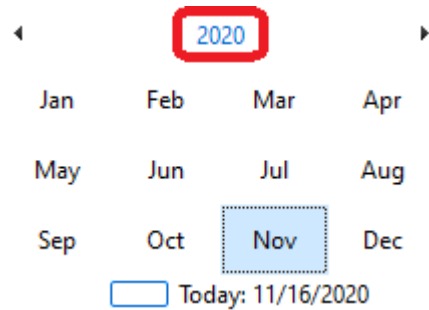 2020
Jan Feb Mar Apr
May Jun Jul Aug
Sep Oct Nov Dec
Today: 11/16/2020